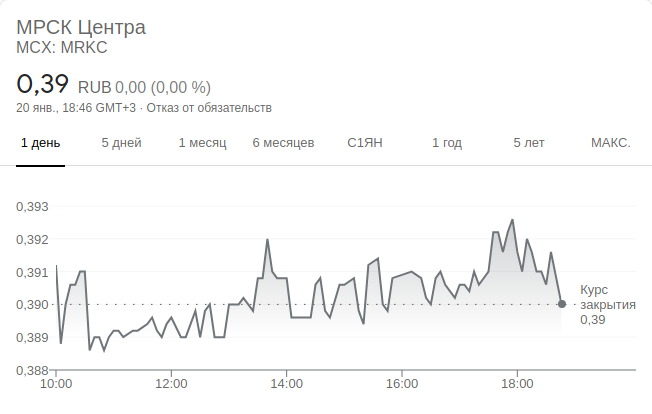 МРСК Центра
MCX: MRKC
0,39 RUB 0,00 (0,00 %)
20 янв., 18:46 GMT+3 · Отказ от обязательств
1 день 5 дней 1 месяц 6 месяцев С1ЯН 1 год 5 лет МАКС.
0,393
0,392
0,391
0,390
0,389
0,388
Курс
закрытия
0,39
10:00 12:00 14:00 16:00 18:00